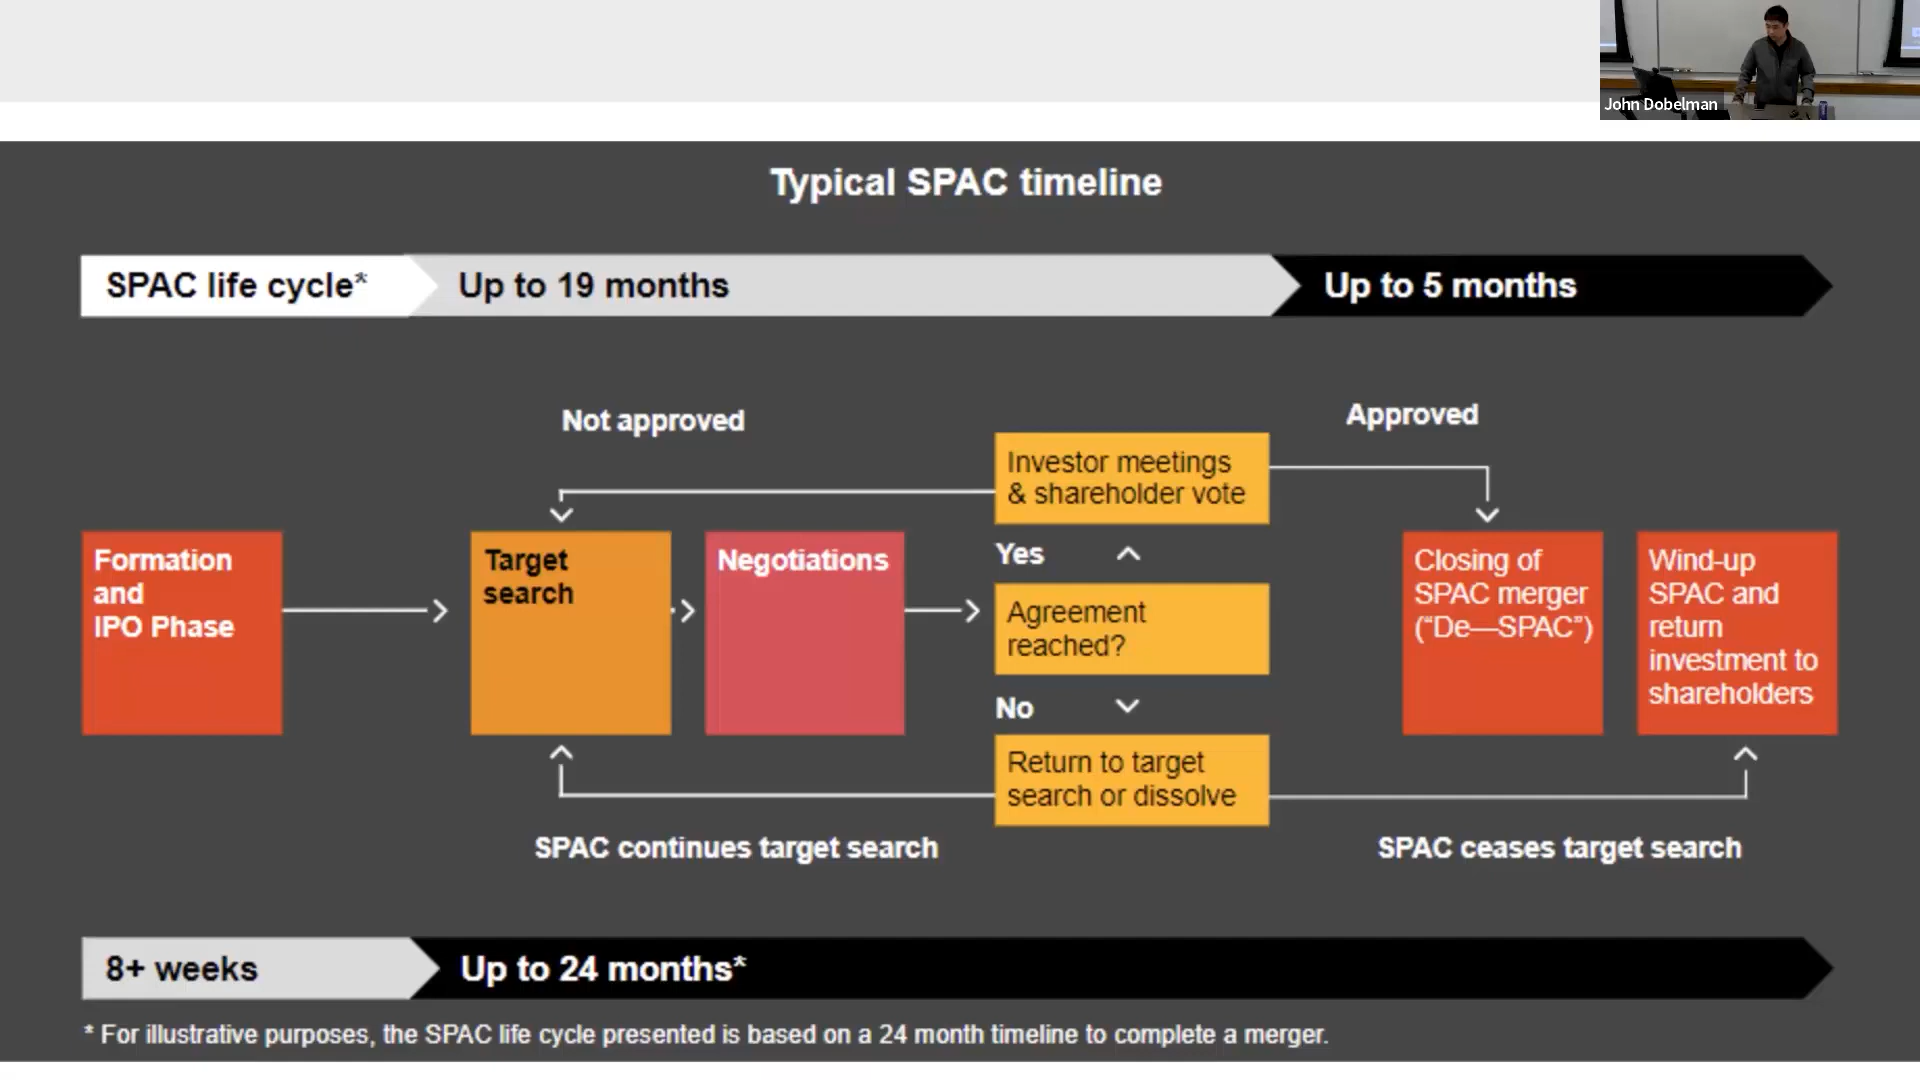 John Dobelman
Typical SPAC timeline
SPAC life cycle*
Up to 19 months
Up to 5 months
Not approved
Approved
Investor meetings
& shareholder vote
Formation
and
IPO Phase
Target
search
Negotiations
Yes
Agreement
reached?
No
Return to target
search or dissolve
Closing of
SPAC merger
(“De—SPAC”)
Wind-up
SPAC and
return
investment to
shareholders
SPAC continues target search
SPAC ceases target search
8+ weeks
Up to 24 months*
* For illustrative purposes, the SPAC life cycle presented is based on a 24 month timeline to complete a merger.